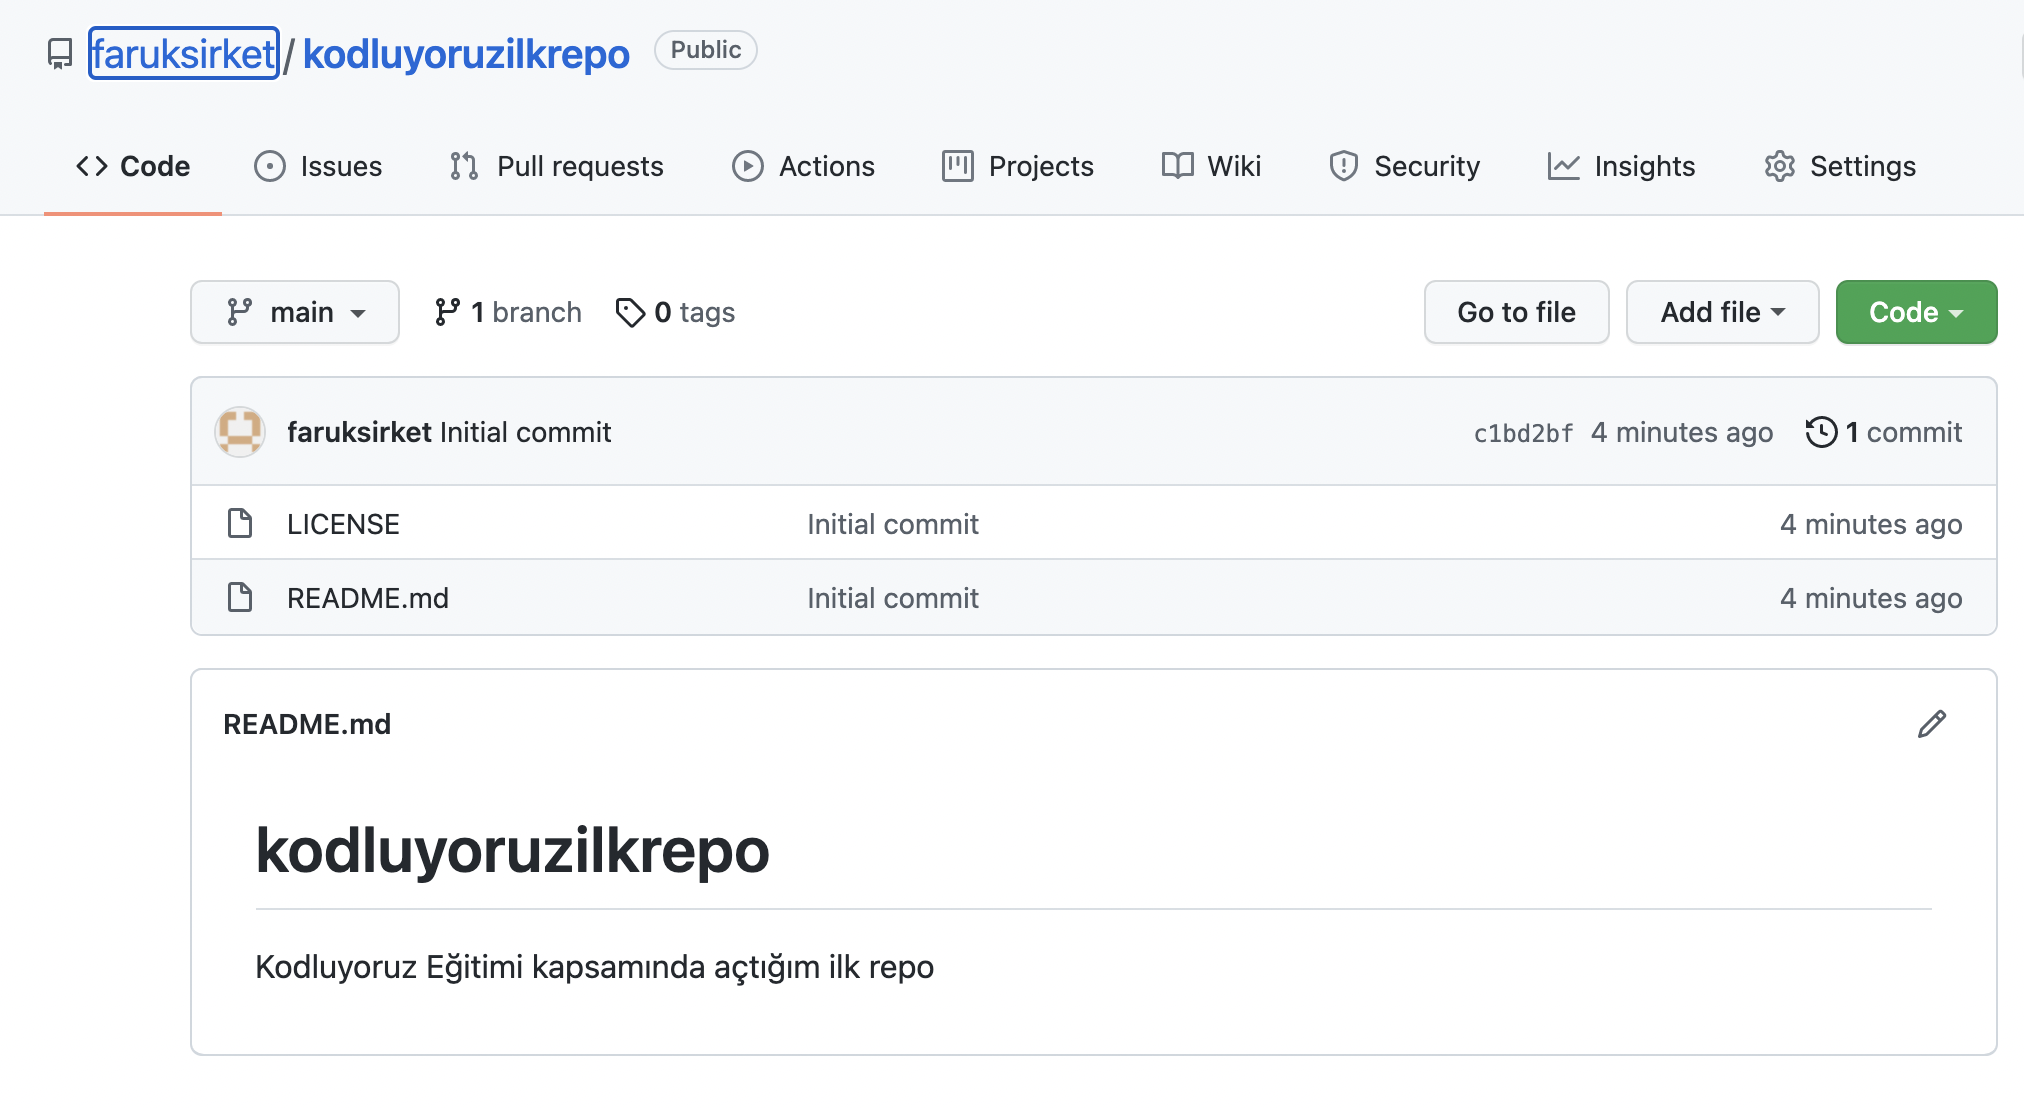 faruksirket / kodluyoruzilkrepo Public
Code Issues Pull requests Actions Projects Wiki Security Insights Settings
main 1 branch 0 tags Go to file Add file Code
faruksirket Initial commit c1bd2bf 4 minutes ago 1 commit
LICENSE Initial commit 4 minutes ago
README.md Initial commit 4 minutes ago
README.md
kodluyoruzilkrepo
Kodluyoruz Eğitimi kapsamında açtığım ilk repo